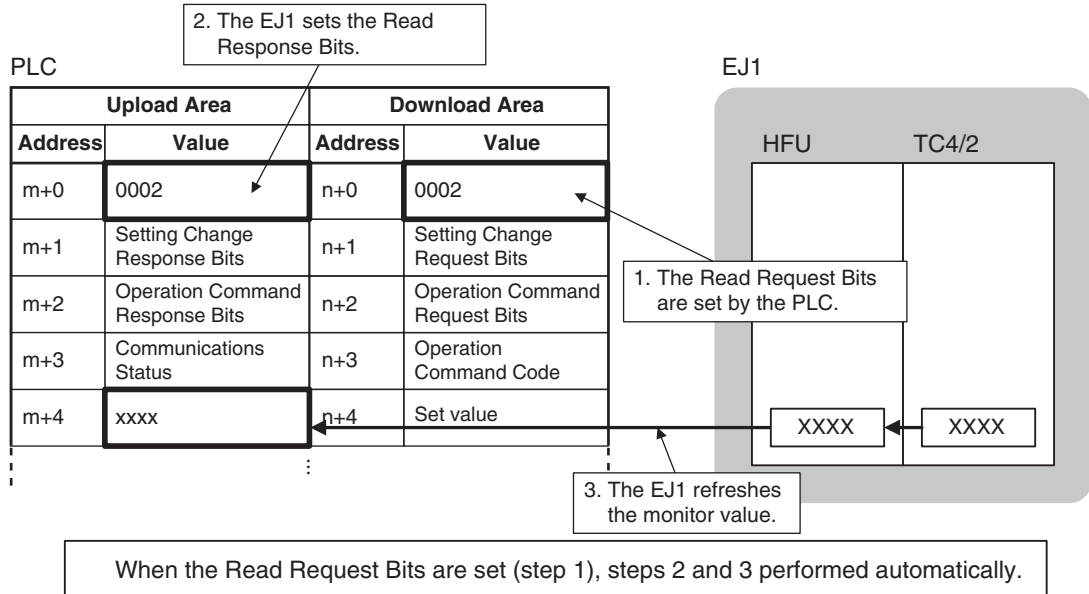 2. The EJ1 sets the Read
Response Bits.
PLC
EJ1
Upload Area
Download Area
Address
Value
Address
Value
HFU
TC4/2
m+0
0002
n+0
0002
m+1
Setting Change
Response Bits
n+1
Setting Change
Request Bits
1. The Read Request Bits
are set by the PLC.
m+2
Operation Command
Response Bits
n+2
Operation Command
Request Bits
m+3
Communications
Status
n+3
Operation
Command Code
m+4
xxxx
n+4
Set value
XXXX
XXXX
3. The EJ1 refreshes
the monitor value.
When the Read Request Bits are set (step 1), steps 2 and 3 performed automatically.